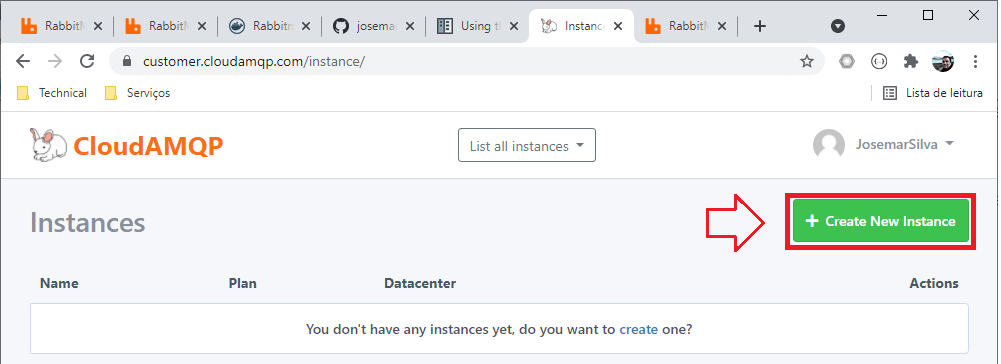 RabbitM
RabbitM
Rabbitm
josema
Using th
Instance
RabbitM
customer.cloudamqp.com/instance/
Technical
Serviços
Lista de leitura
CloudAMQP
List all instances
JosemarSilva
Instances
Create New Instance
Name Plan Datacenter Actions
You don't have any instances yet, do you want to create one?